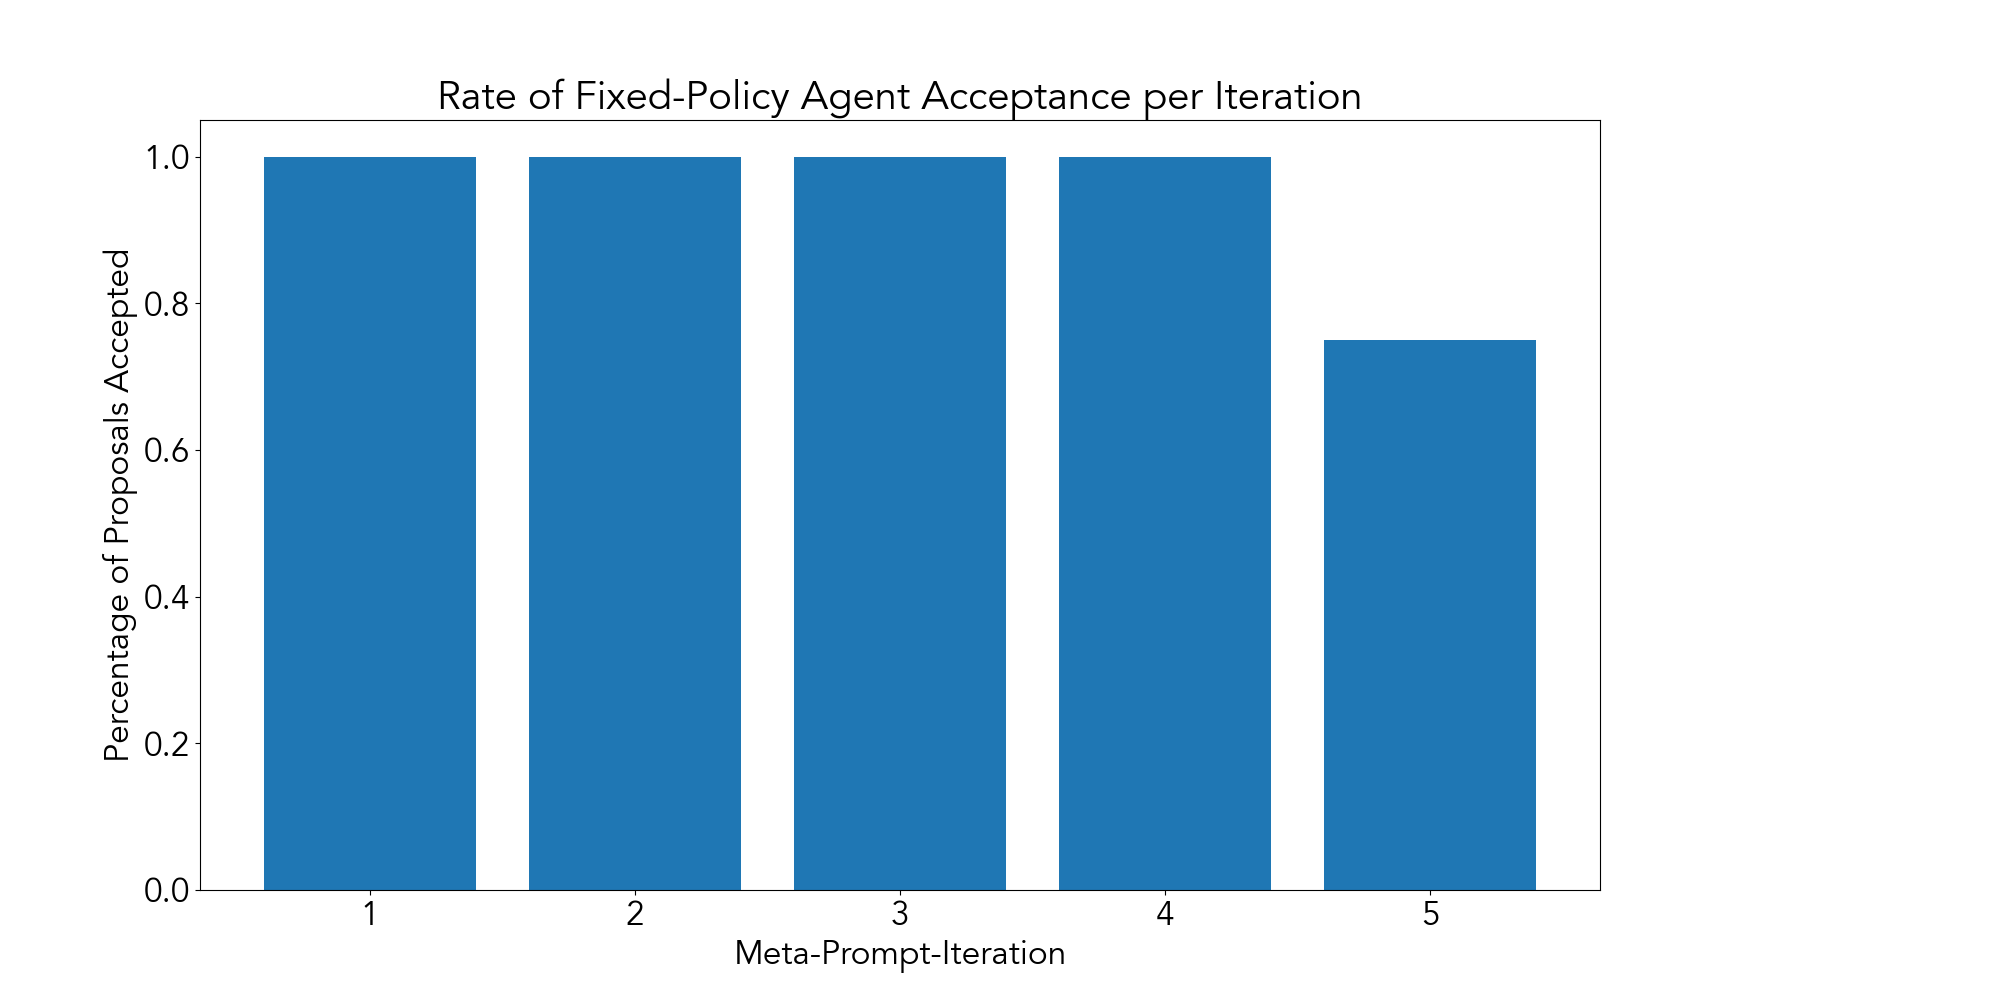 Rate of Fixed-Policy Agent Acceptance per Iteration
Percentage of Proposals Accepted
1.0
0.8
0.6
0.4
0.2
0.0
1 2 3 4 5
Meta-Prompt-Iteration